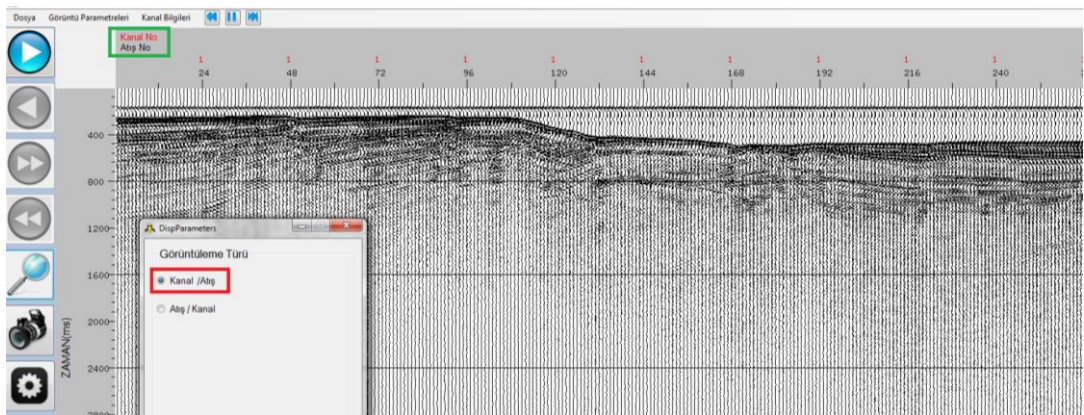 Dosya Görüntü Parametreleri Kanal Bilgileri
Kanal No
Atış No
1 1 1 1 1 1 1 1 1 1
24 48 72 96 120 144 168 192 216 240
400
800
1200
1600
2000
2400
ZAMAN(ms)
DispParameters
Görüntüleme Türü
Kanal /Atış
Atış / Kanal